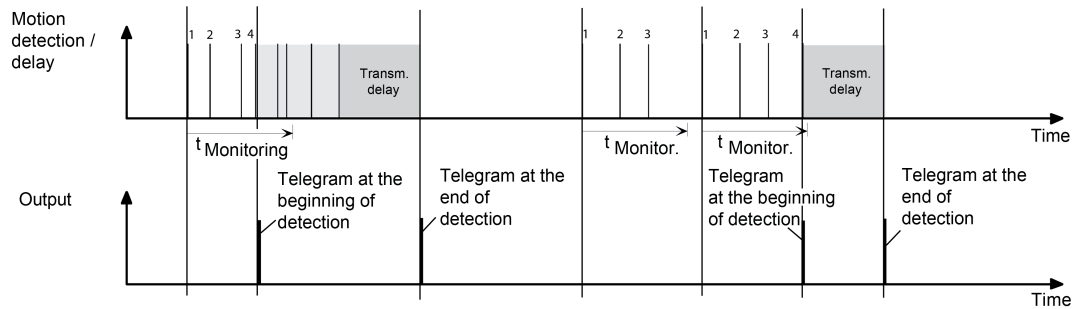 Motion
detection /
delay
1 2 3 4
1 2 3
1 2 3 4
Transm.
delay
Transm.
delay
Time
t Monitoring
t Monitor.
t Monitor.
Output
Telegram at the
beginning of
detection
Telegram at the
end of
detection
Telegram
at the beginning
of detection
Telegram at the
end of
detection
Time